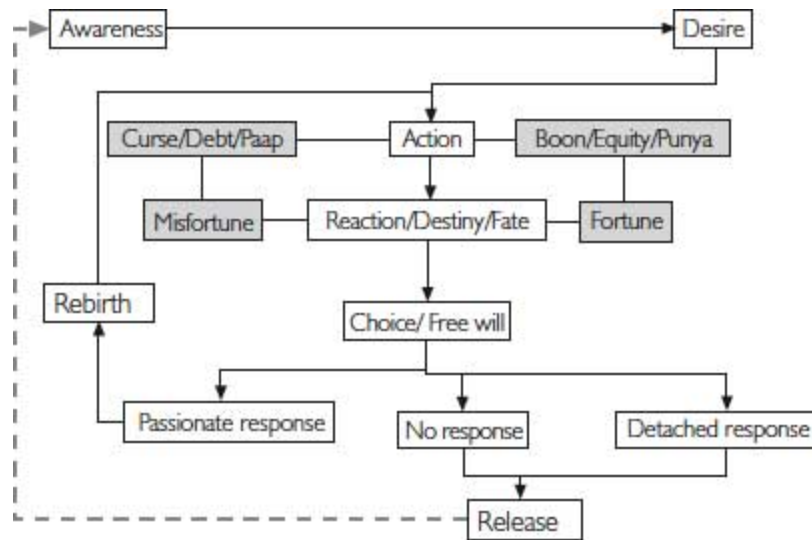 Awareness
Desire
Curse/Debt/Paap
Action
Boon/Equity/Punya
Misfortune
Reaction/Destiny/Fate
Fortune
Rebirth
Choice/ Free will
Passionate response
No response
Detached response
Release